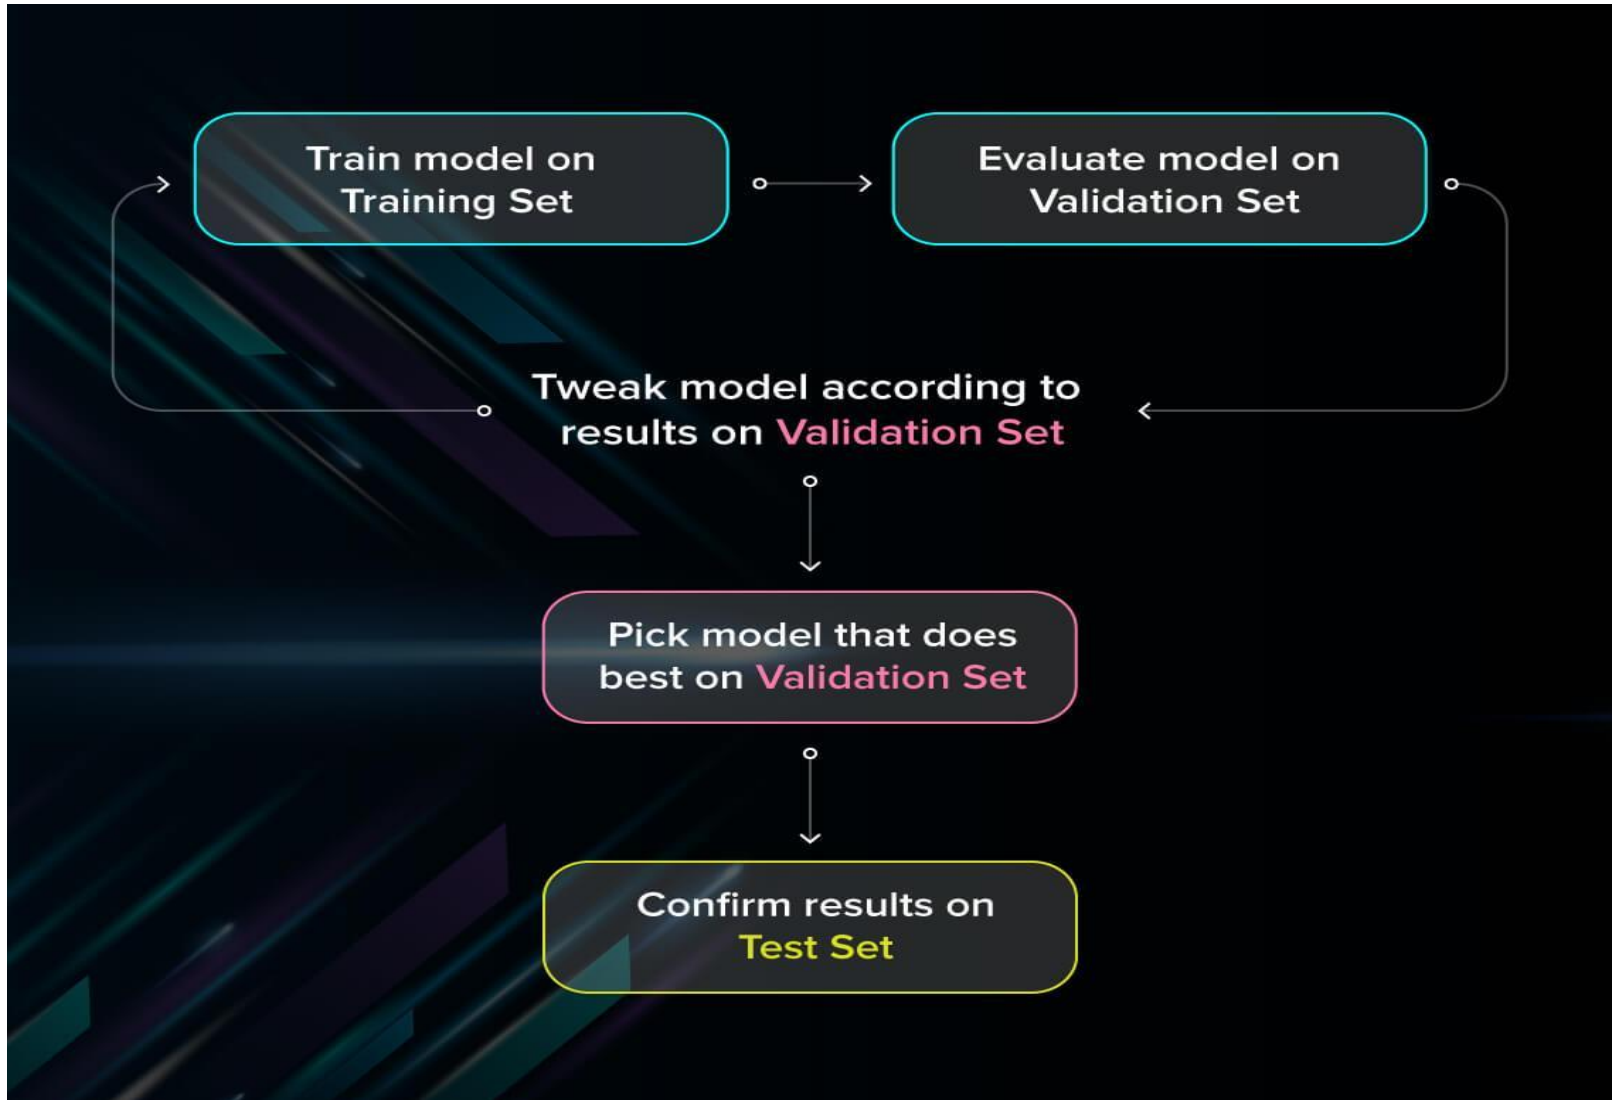 Train model on
Training Set
Evaluate model on
Validation Set
Tweak model according to
results on Validation Set
Pick model that does
best on Validation Set
Confirm results on
Test Set